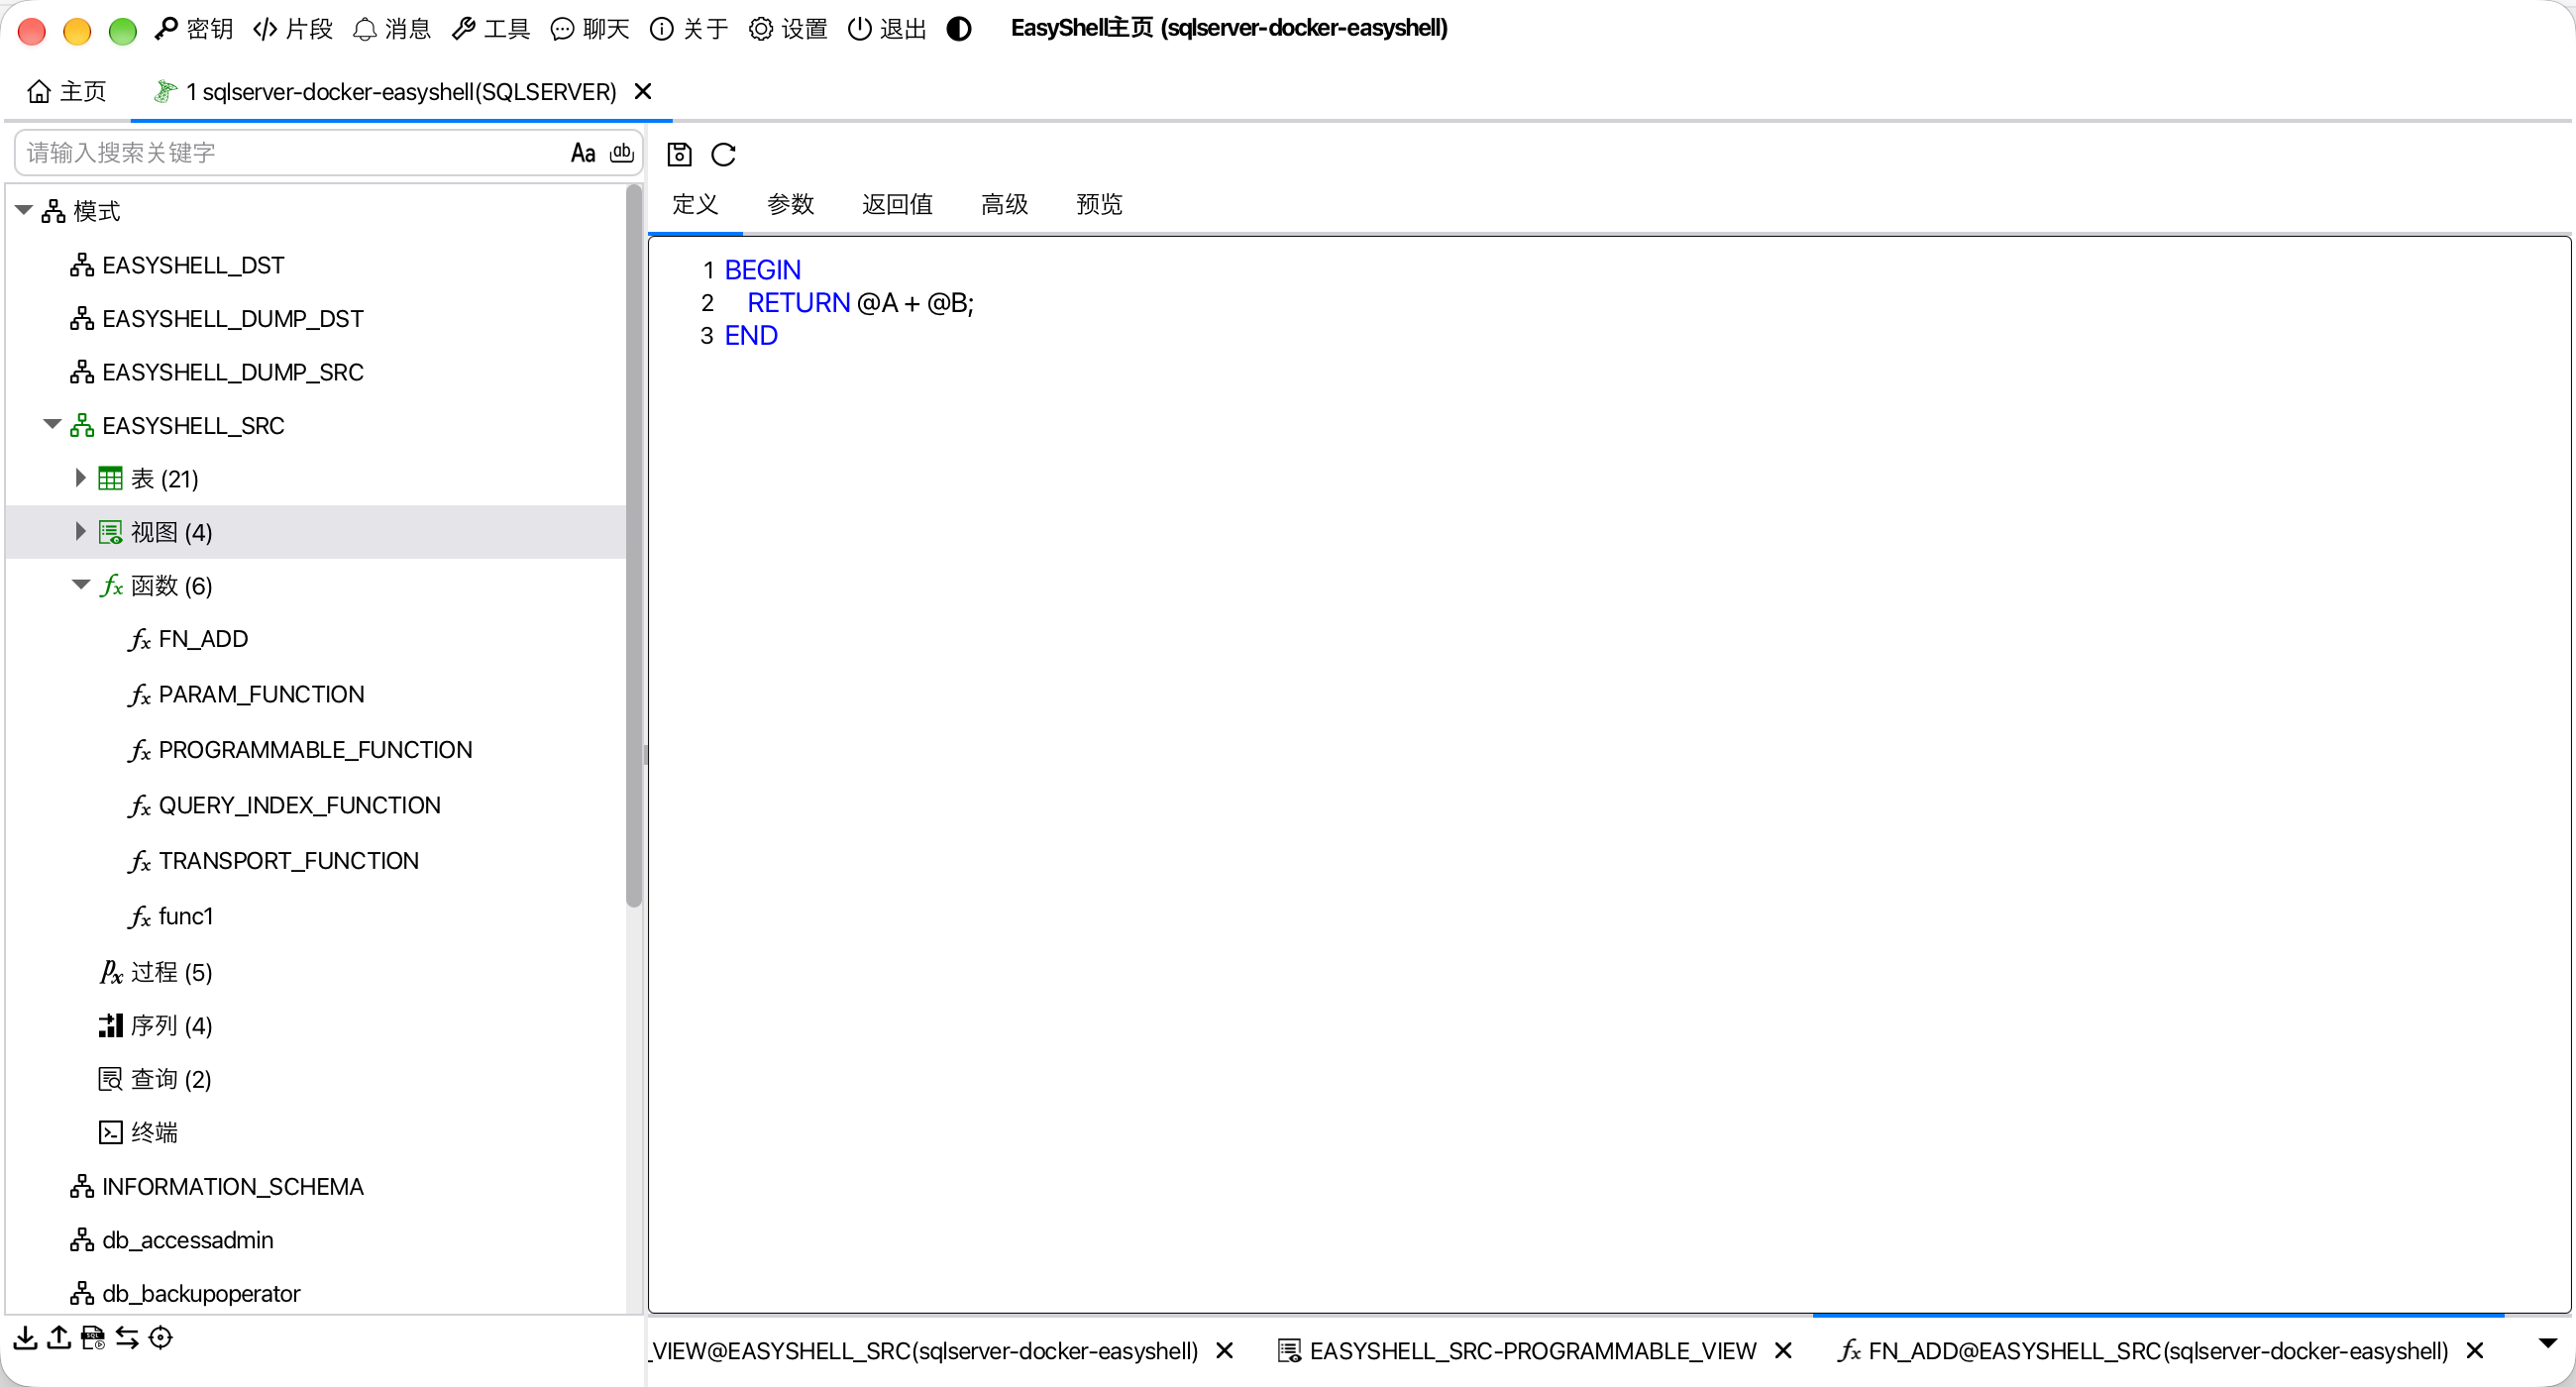 密钥 片段 消息 工具 聊天 关于 设置 退出 EasyShell主页 (sqlserver-docker-easyshell)
主页 1 sqlserver-docker-easyshell(SQLSERVER)
请输入搜索关键字 Aa ab
模式
EASYSHELL_DST
EASYSHELL_DUMP_DST
EASYSHELL_DUMP_SRC
EASYSHELL_SRC
表 (21)
视图 (4)
函数 (6)
FN_ADD
PARAM_FUNCTION
PROGRAMMABLE_FUNCTION
QUERY_INDEX_FUNCTION
TRANSPORT_FUNCTION
func1
过程 (5)
序列 (4)
查询 (2)
终端
INFORMATION_SCHEMA
db_accessadmin
db_backupoperator
定义 参数 返回值 高级 预览
1 BEGIN
2 RETURN @A + @B;
3 END
_VIEW@EASYSHELL_SRC(sqlserver-docker-easyshell) EASYSHELL_SRC-PROGRAMMABLE_VIEW FN_ADD@EASYSHELL_SRC(sqlserver-docker-easyshell)